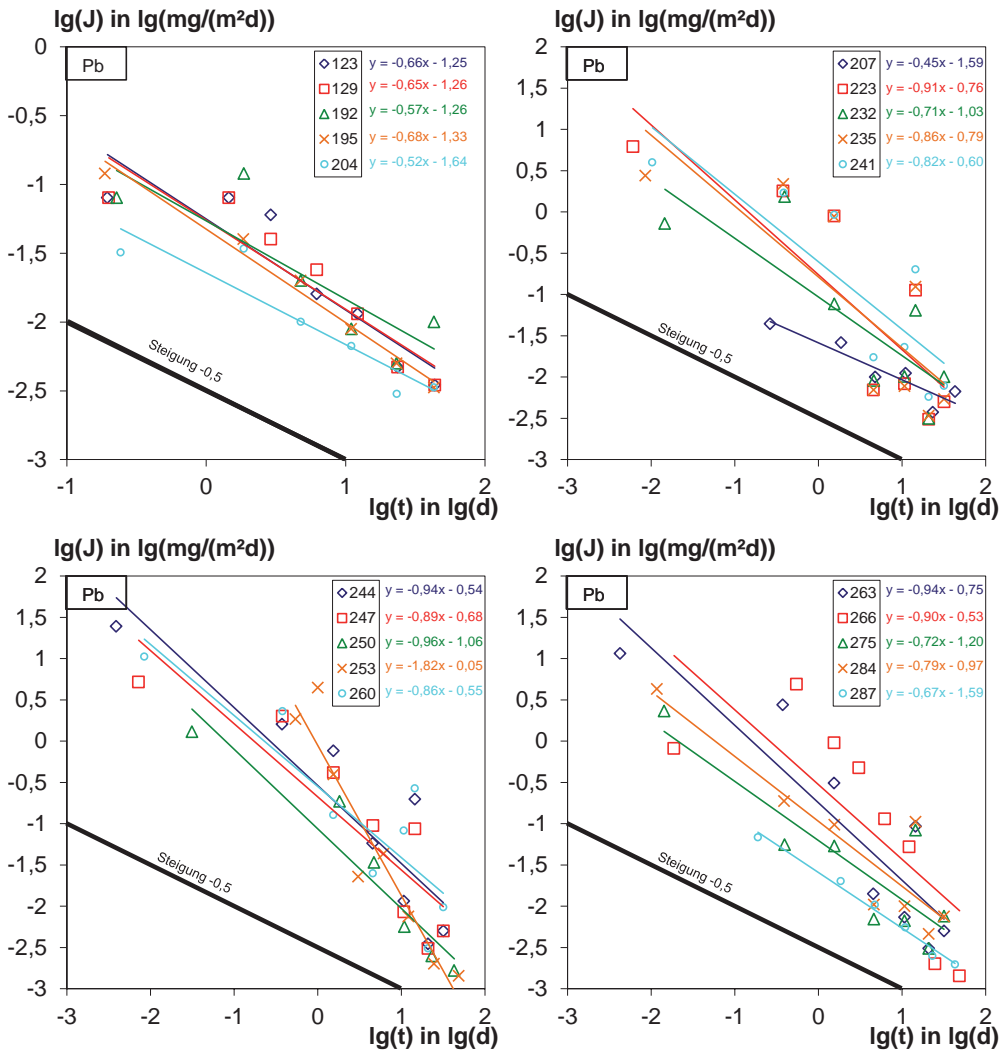 lg(J) in lg(mg/(m²d))
0
Pb
123 y = -0,66x - 1,25
129 y = -0,65x - 1,26
192 y = -0,57x - 1,26
195 y = -0,68x - 1,33
204 y = -0,52x - 1,64
-0,5
-1
-1,5
-2
Steigung -0,5
-2,5
-3
-1 0 1 2
lg(t) in lg(d)
lg(J) in lg(mg/(m²d))
2
Pb
207 y = -0,45x - 1,59
223 y = -0,91x - 0,76
232 y = -0,71x - 1,03
235 y = -0,86x - 0,79
241 y = -0,82x - 0,60
1,5
1
0,5
0
-0,5
-1
Steigung -0,5
-1,5
-2
-2,5
-3
-3 -2 -1 0 1 2
lg(t) in lg(d)
lg(J) in lg(mg/(m²d))
2
Pb
244 y = -0,94x - 0,54
247 y = -0,89x - 0,68
250 y = -0,96x - 1,06
253 y = -1,82x - 0,05
260 y = -0,86x - 0,55
1,5
1
0,5
0
-0,5
-1
Steigung -0,5
-1,5
-2
-2,5
-3
-3 -2 -1 0 1 2
lg(t) in lg(d)
lg(J) in lg(mg/(m²d))
2
Pb
263 y = -0,94x - 0,75
266 y = -0,90x - 0,53
275 y = -0,72x - 1,20
284 y = -0,79x - 0,97
287 y = -0,67x - 1,59
1,5
1
0,5
0
-0,5
-1
Steigung -0,5
-1,5
-2
-2,5
-3
-3 -2 -1 0 1 2
lg(t) in lg(d)